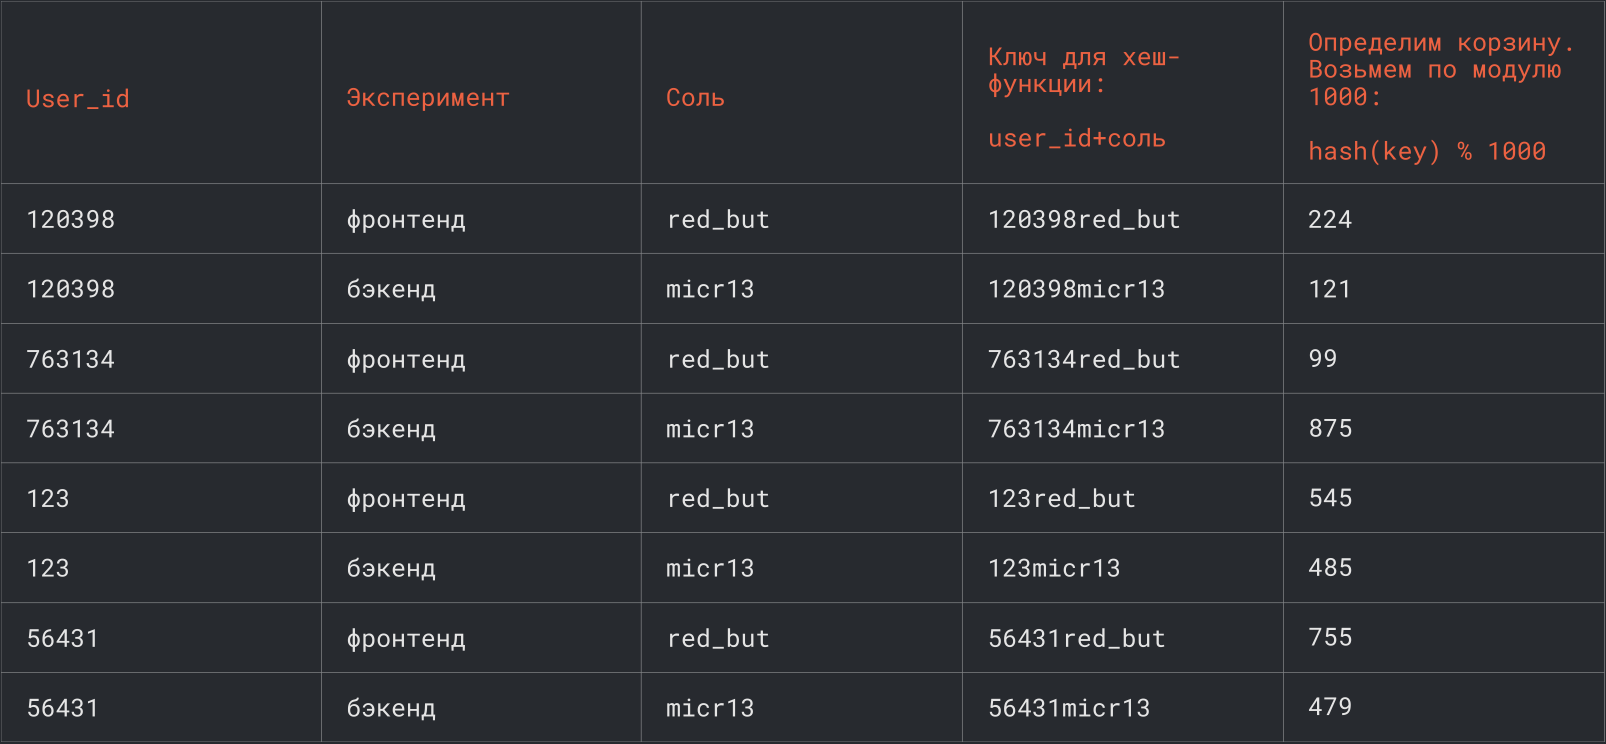 User_id
Эксперимент
Соль
Ключ для хеш-
функции:
user_id+соль
Определим корзину.
Возьмем по модулю
1000:
hash(key) % 1000
120398
фронтенд
red_but
120398red_but
224
120398
бэкенд
micr13
120398micr13
121
763134
фронтенд
red_but
763134red_but
99
763134
бэкенд
micr13
763134micr13
875
123
фронтенд
red_but
123red_but
545
123
бэкенд
micr13
123micr13
485
56431
фронтенд
red_but
56431red_but
755
56431
бэкенд
micr13
56431micr13
479